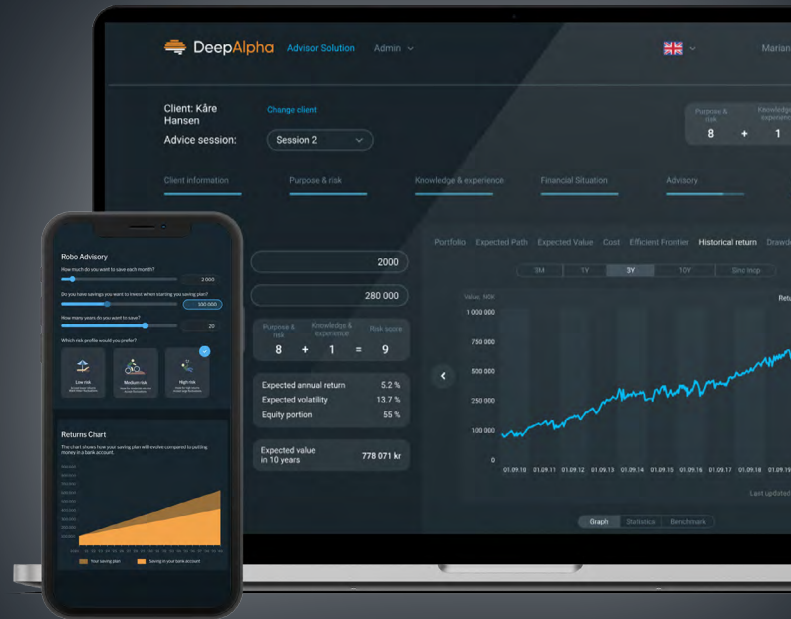 DeepAlpha
Advisor Solution
Admin
Marian
Client: Kåre
Hansen
Change client
Advice session:
Session 2
Purpose &
risk
Knowledge &
experience
8 + 1
Client information
Purpose & risk
Knowledge & experience
Financial Situation
Advisory
2000
280 000
Purpose &
risk
Knowledge &
experience
Risk score
8 + 1 = 9
Expected annual return 5.2 %
Expected volatility 13.7 %
Equity portion 55 %
Expected value
in 10 years
778 071 kr
Portfolio
Expected Path
Expected Value
Cost
Efficient Frontier
Historical return
Drawd
3M
1Y
3Y
10Y
Value, NOK
Retu
1 000 000
750 000
500 000
250 000
100 000
0
01.09.10 01.09.11 01.09.12 01.09.13 01.09.14 01.09.15 01.09.16 01.09.17 01.09.18 01.09.19
Last updated
Graph
Statistics
Benchmark
Robo Advisory
How much do you want to save each month?
2 000
Do you have savings you want to invest when starting you saving plan?
100 000
How many years do you want to save?
20
Which risk profile would you prefer?
Low risk
Medium risk
High risk
Returns Chart
The chart shows how your saving plan will evolve compared to putting
money in a bank account.
Your saving plan
Saving in your bank account